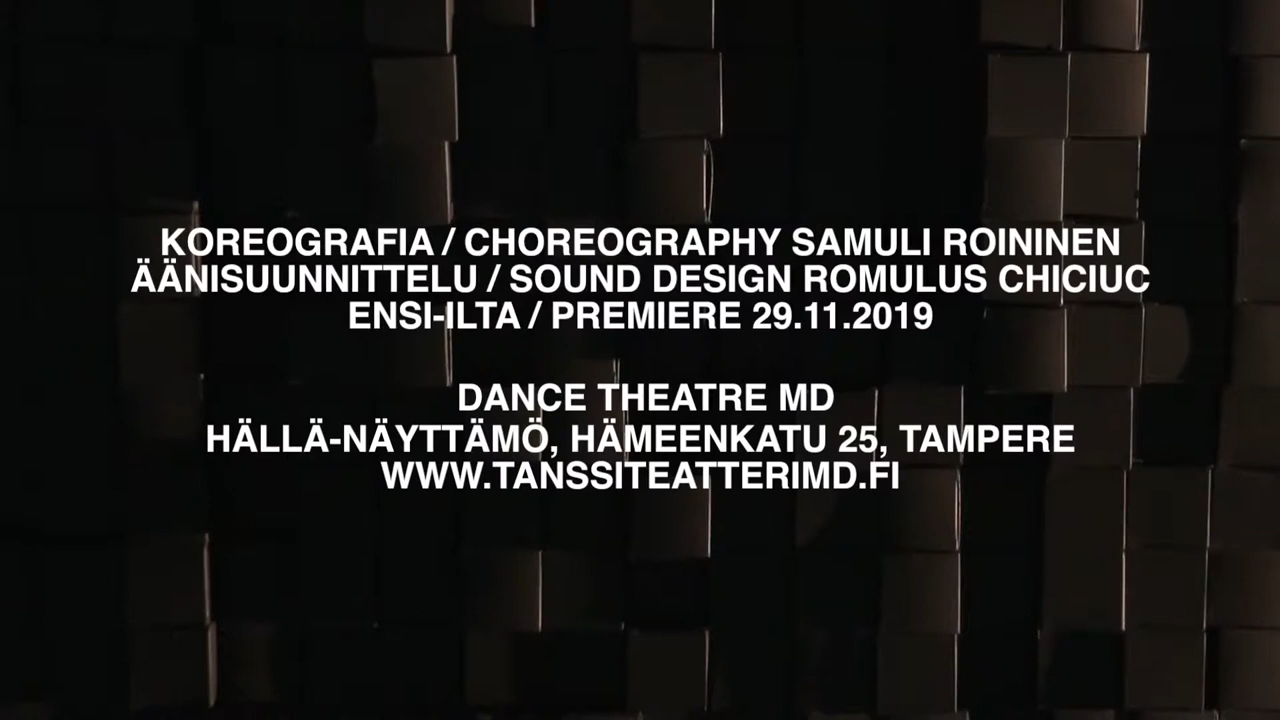 KOREOGRAFIA / CHOREOGRAPHY SAMULI ROININEN
ÄÄNISUUNNITTELU / SOUND DESIGN ROMULUS CHICIUC
ENSI-ILTA / PREMIERE 29.11.2019
DANCE THEATRE MD
HÄLLÄ-NÄYTTÄMÖ, HÄMEENKATU 25, TAMPERE
WWW.TANSSITEATTERIMD.FI